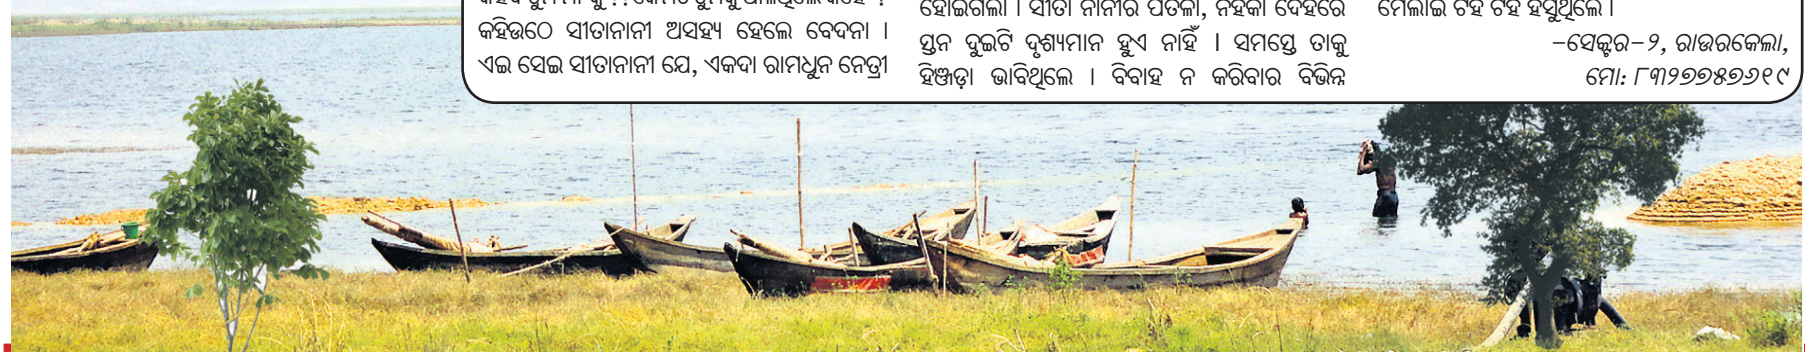 କହିଉଠେ ସୀତାନାନୀ ଅସହ୍ୟ ହେଲେ ବେଦନା ।
ଏଇ ସେଇ ସୀତାନାନୀ ଯେ, ଏକଦା ରାମଧୁନ ନେତ୍ରୀ
ହୋଇଗଲା । ସୀତା ନାନୀର ପତଳା, ନହକା ଦେହରେ
ସ୍ତନ ଦୁଇଟି ଦୃଶ୍ୟମାନ ହୁଏ ନାହିଁ । ସମସ୍ତେ ତାକୁ
ହିଞ୍ଜଡ଼ା ଭାବିଥିଲେ । ବିବାହ ନ କରିବାର ବିଭିନ୍ନ
ମେଲାଇ ଟହ ଟହ ହସୁଥିଲେ ।
-ସେକ୍ଟର-୨, ରାଉରକେଲା,
ମୋ: ୮୩୨୭୭୫୭୬୧୯